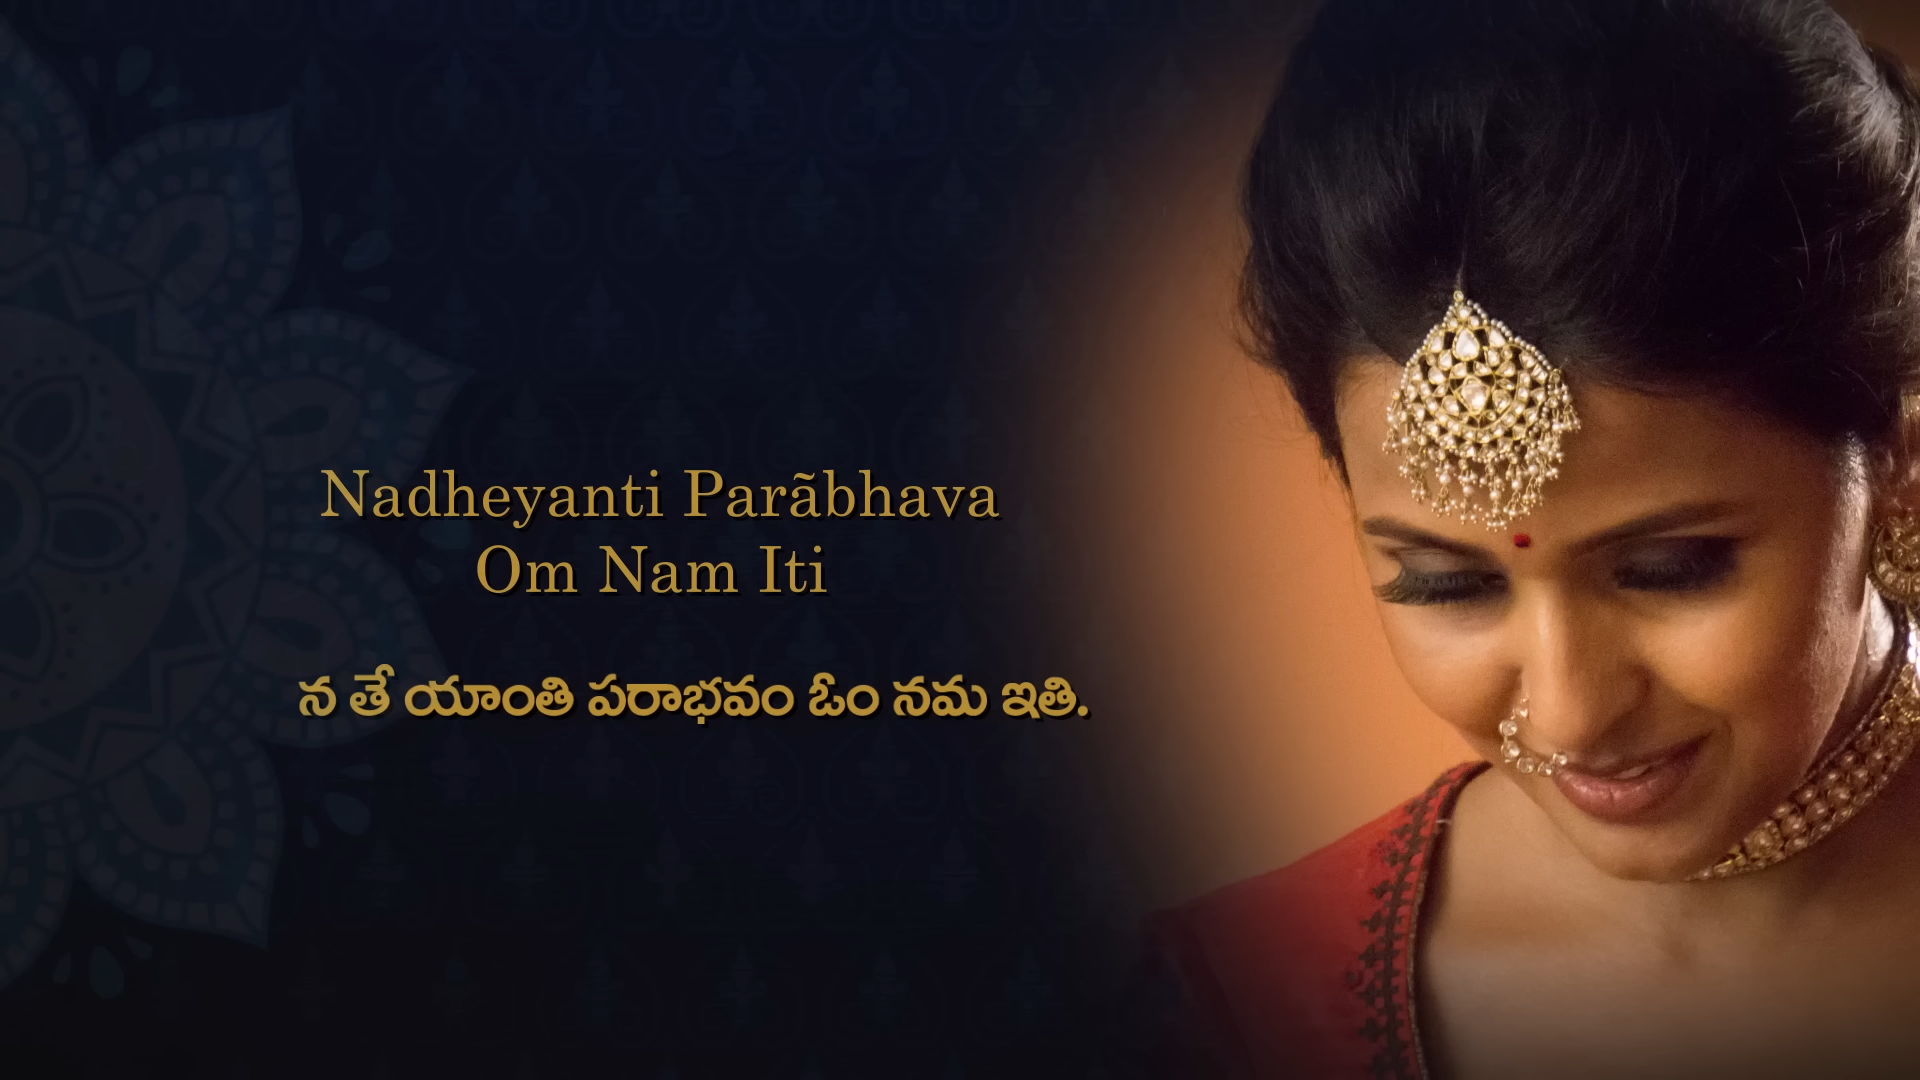 Nadheyanti Parãbhava
Om Nam Iti
న తే యాంతి పరాభవం ఓం నమ ఇతి.